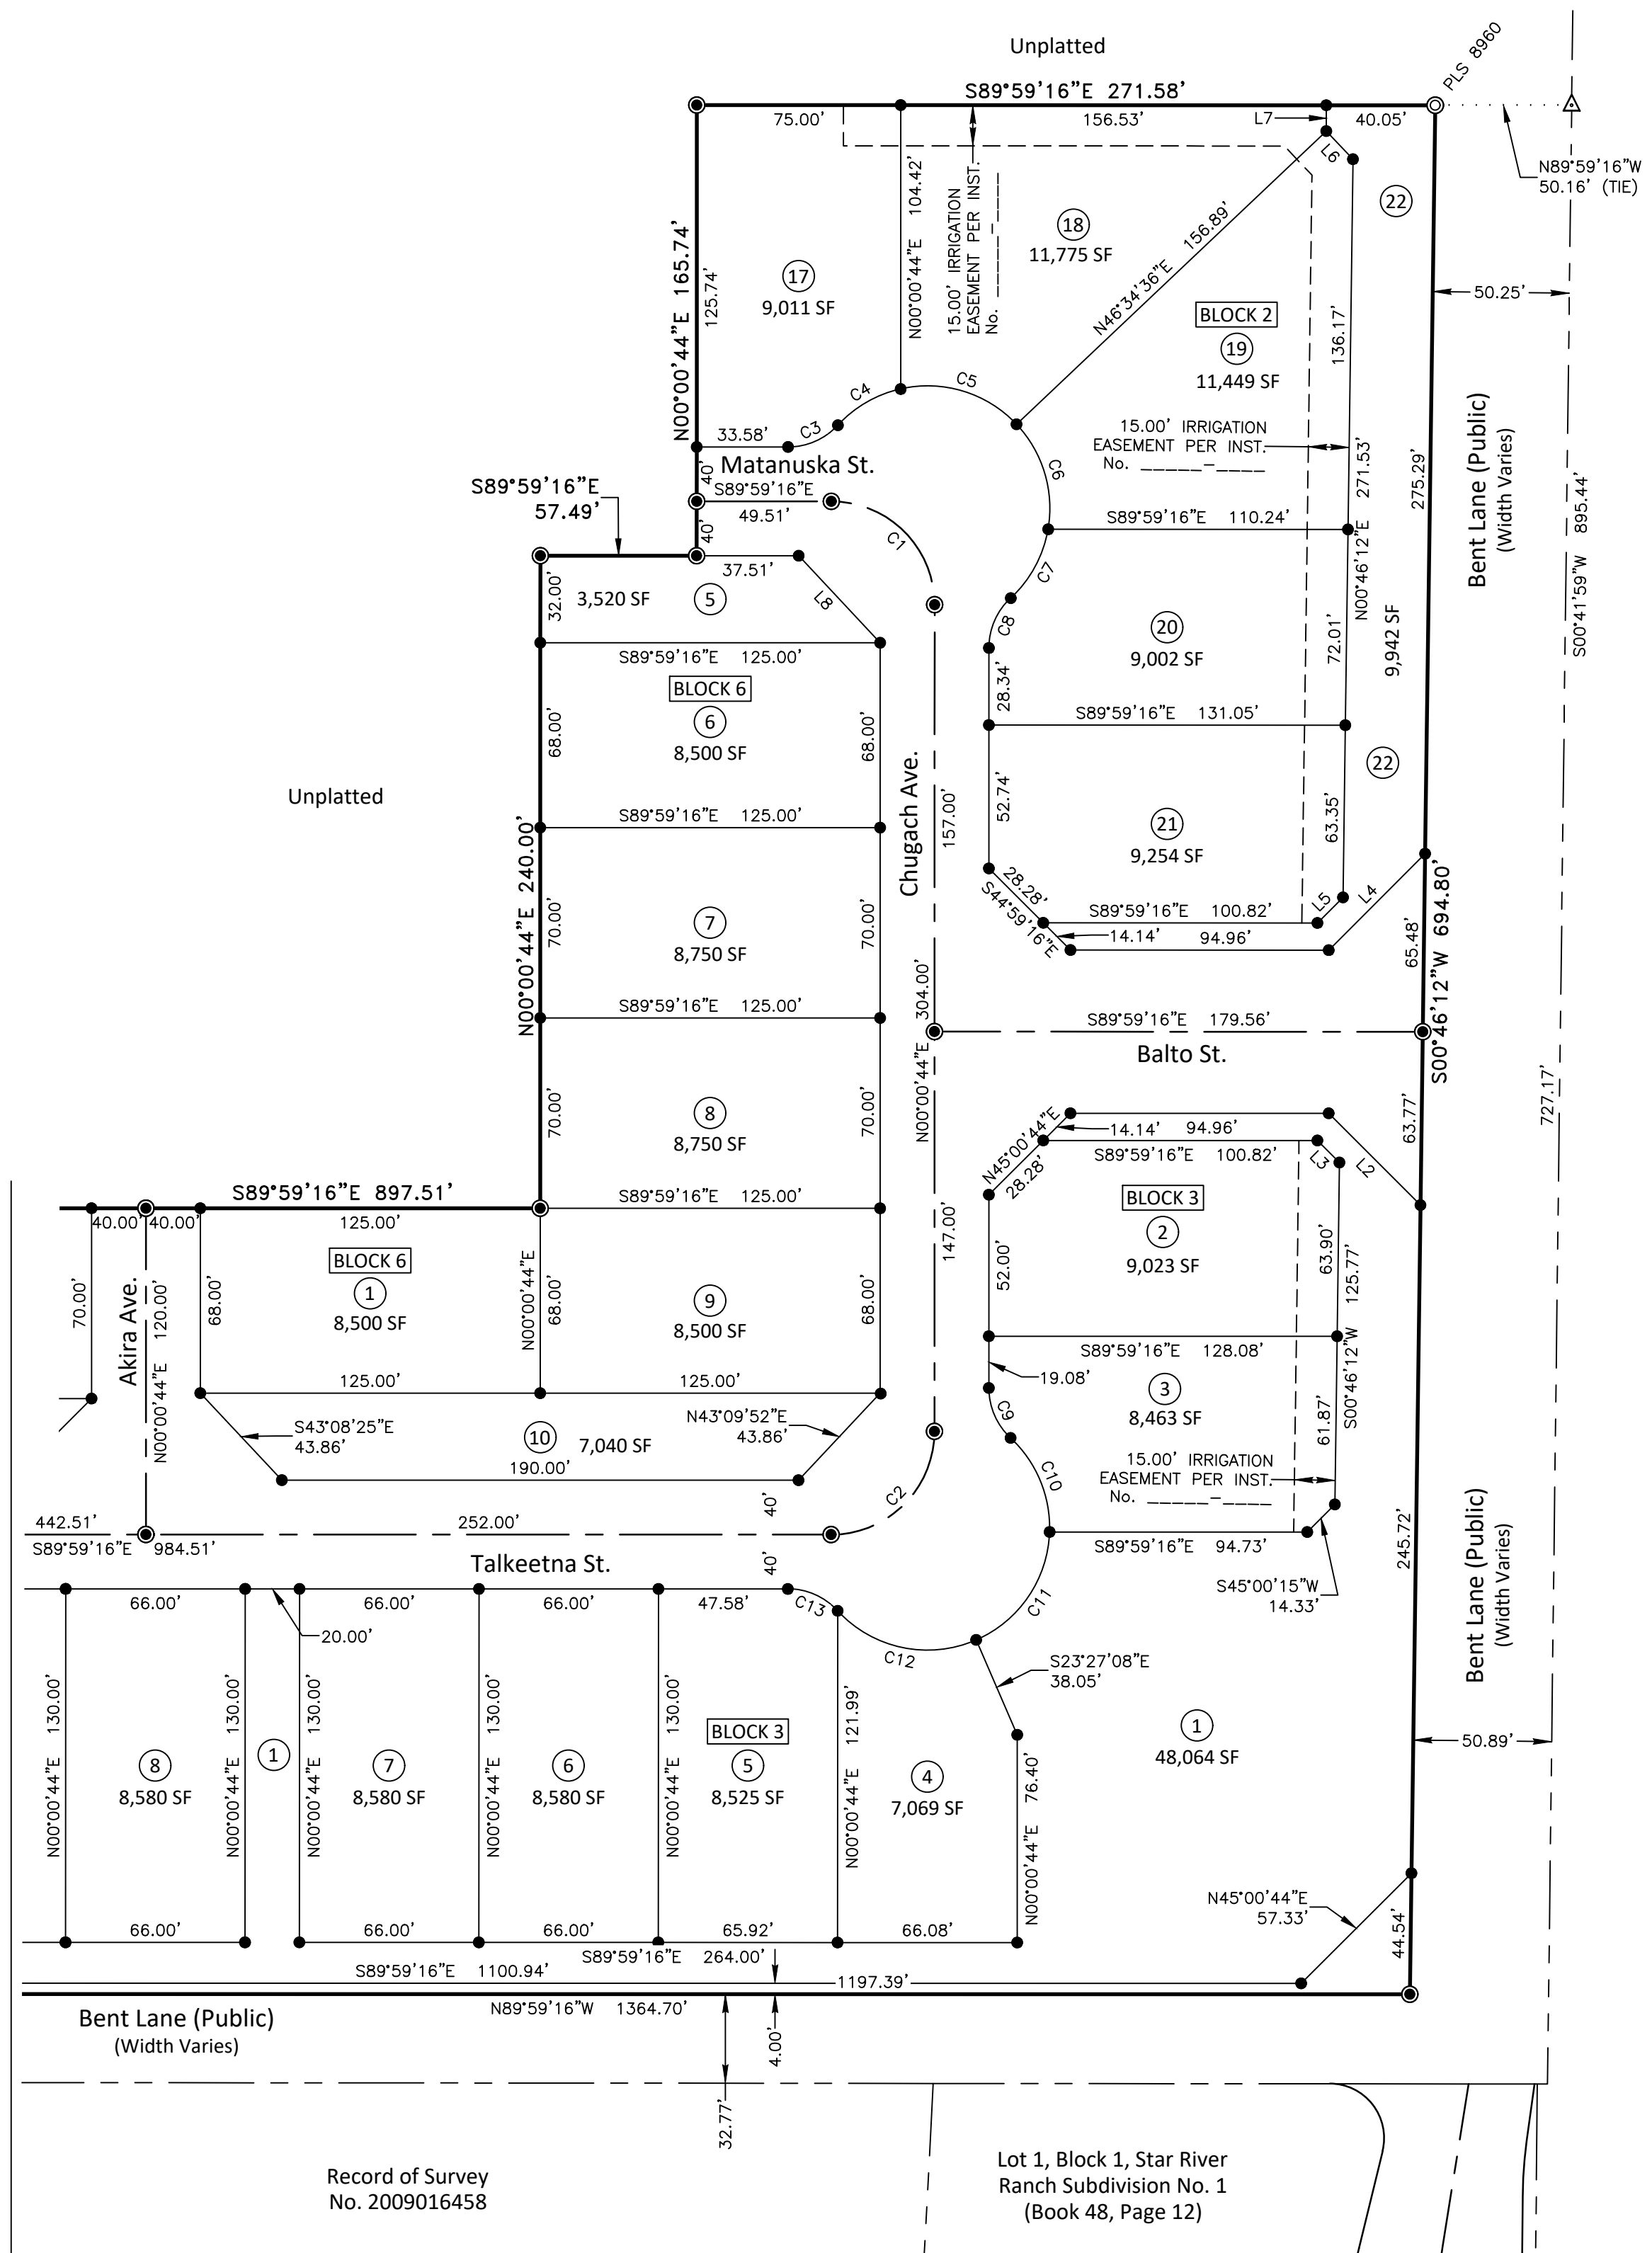 Unplatted
PLS 8960
S89°59'16"E 271.58'
75.00'
156.53'
L7
40.05'
L6
N89°59'16"W
50.16' (TIE)
N00°00'44"E 165.74'
125.74'
17
9,011 SF
N00°00'44"E 104.42'
15.00' IRRIGATION
EASEMENT PER INST.
No. _____-____
18
11,775 SF
N46°34'36"E 156.89'
22
50.25'
BLOCK 2
19
11,449 SF
136.17'
15.00' IRRIGATION
EASEMENT PER INST.
No. _____-____
N00°46'12"E 271.53'
275.29'
Bent Lane (Public)
(Width Varies)
S00°41'59"W 895.44'
C4
C5
C3
C6
33.58'
40'
Matanuska St.
S89°59'16"E
49.51'
40'
C1
S89°59'16"E
57.49'
S89°59'16"E 110.24'
C7
C8
37.51'
L8
32.00'
3,520 SF
5
S89°59'16"E 125.00'
20
9,002 SF
72.01'
9,942 SF
28.34'
S89°59'16"E 131.05'
BLOCK 6
6
8,500 SF
68.00'
68.00'
Unplatted
S89°59'16"E 125.00'
Chugach Ave.
157.00'
52.74'
21
9,254 SF
63.35'
22
28.28'
S44°59'16"E
S89°59'16"E 100.82'
14.14'
94.96'
L5
L4
65.48'
N00°00'44"E 240.00'
70.00'
7
8,750 SF
70.00'
S89°59'16"E 125.00'
N00°00'44"E 304.00'
S89°59'16"E 179.56'
Balto St.
S00°46'12"W 694.80'
727.17'
70.00'
8
8,750 SF
70.00'
S89°59'16"E 125.00'
147.00'
63.77'
N45°00'44"E
28.28'
14.14'
94.96'
S89°59'16"E 100.82'
L3
L2
BLOCK 3
2
9,023 SF
52.00'
63.90'
S00°46'12"W 125.77'
S89°59'16"E 128.08'
S89°59'16"E 897.51'
40.00'
40.00'
125.00'
70.00'
Akira Ave.
N00°00'44"E 120.00'
68.00'
BLOCK 6
1
8,500 SF
N00°00'44"E
68.00'
9
8,500 SF
68.00'
125.00'
125.00'
19.08'
C9
3
8,463 SF
61.87'
S43°08'25"E
43.86'
10
7,040 SF
N43°09'52"E
43.86'
190.00'
C10
15.00' IRRIGATION
EASEMENT PER INST.
No. _____-____
40'
C2
442.51'
252.00'
S89°59'16"E 984.51'
Talkeetna St.
40'
S89°59'16"E 94.73'
S45°00'15"W
14.33'
245.72'
Bent Lane (Public)
(Width Varies)
66.00'
20.00'
66.00'
66.00'
47.58'
C13
C12
C11
S23°27'08"E
38.05'
N00°00'44"E 130.00'
8
8,580 SF
N00°00'44"E 130.00'
1
N00°00'44"E 130.00'
7
8,580 SF
N00°00'44"E 130.00'
6
8,580 SF
N00°00'44"E 130.00'
BLOCK 3
5
8,525 SF
N00°00'44"E 121.99'
4
7,069 SF
N00°00'44"E 76.40'
1
48,064 SF
50.89'
N45°00'44"E
57.33'
44.54'
66.00'
66.00'
66.00'
65.92'
66.08'
S89°59'16"E 264.00'
S89°59'16"E 1100.94'
1197.39'
N89°59'16"W 1364.70'
Bent Lane (Public)
(Width Varies)
4.00'
32.77'
Record of Survey
No. 2009016458
Lot 1, Block 1, Star River
Ranch Subdivision No. 1
(Book 48, Page 12)